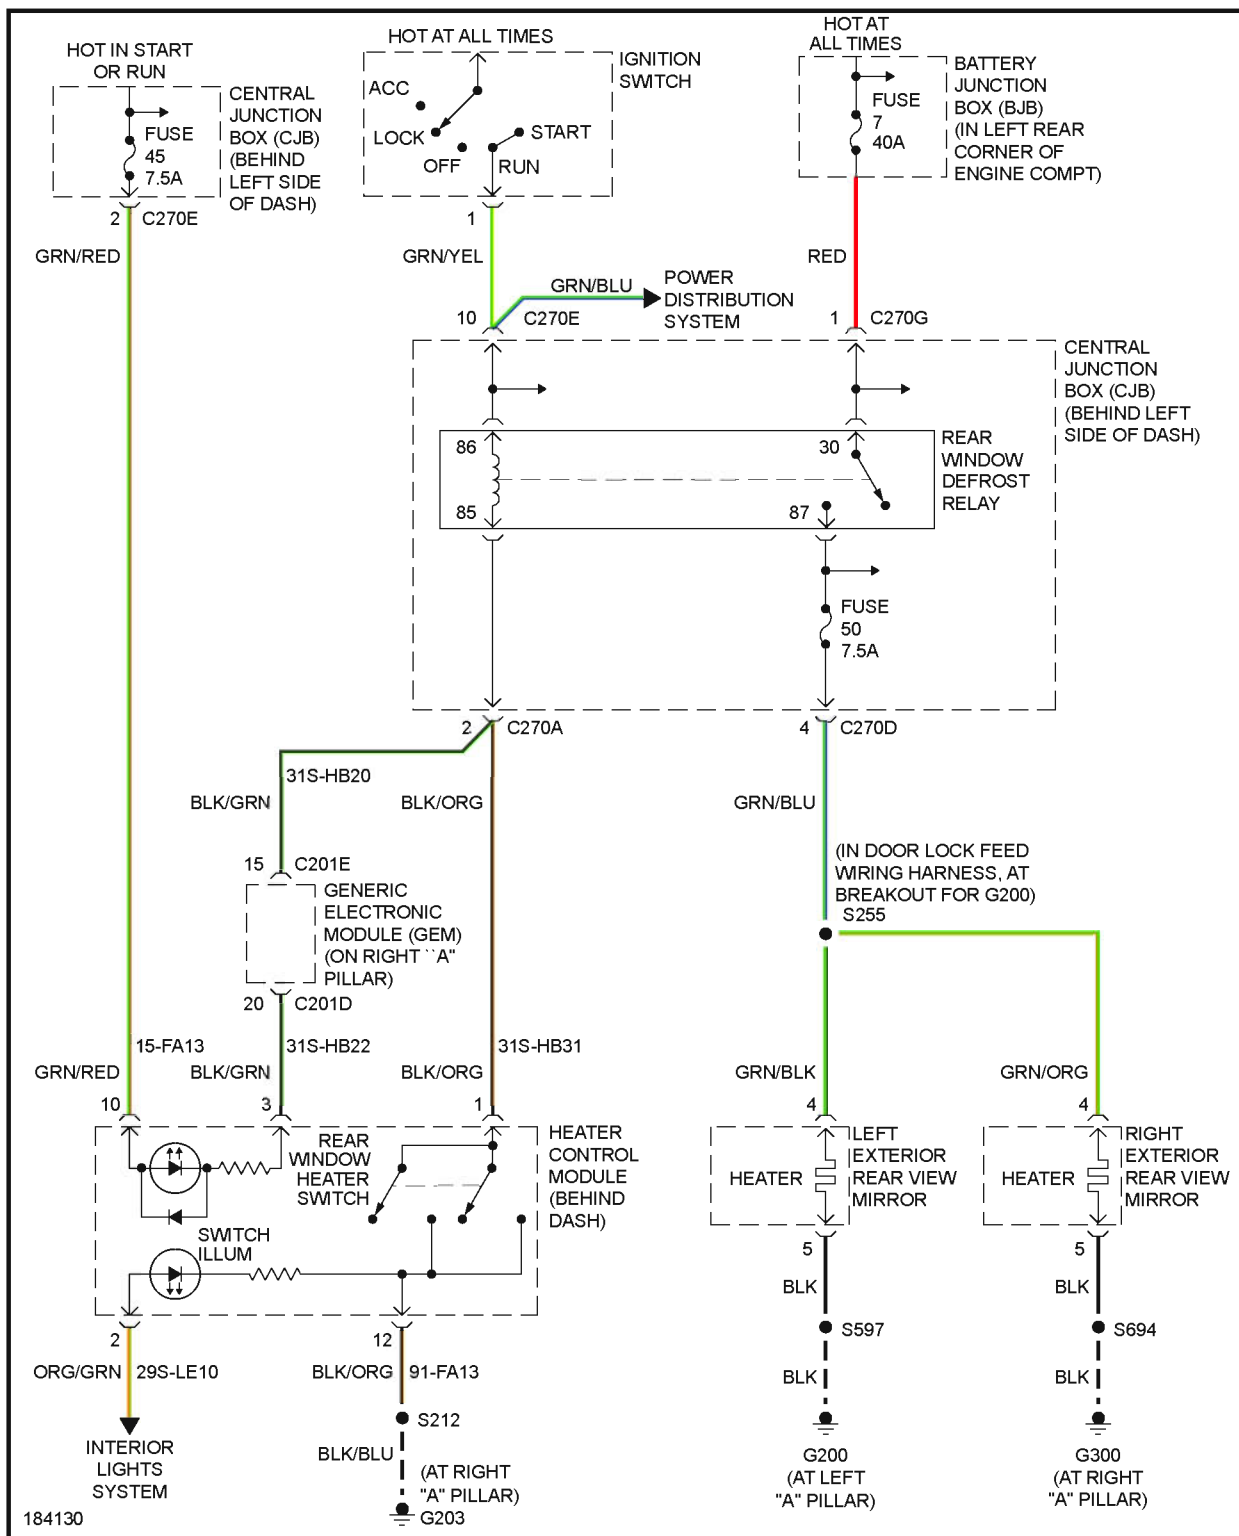 HOT IN START
OR RUN
CENTRAL
JUNCTION
BOX (CJB)
(BEHIND
LEFT SIDE
OF DASH)
FUSE
45
7.5A
2
C270E
GRN/RED
HOT AT ALL TIMES
IGNITION
SWITCH
ACC
LOCK
OFF
START
RUN
1
GRN/YEL
HOT AT
ALL TIMES
BATTERY
JUNCTION
BOX (BJB)
(IN LEFT REAR
CORNER OF
ENGINE COMPT)
FUSE
7
40A
RED
GRN/BLU
POWER
DISTRIBUTION
SYSTEM
10
C270E
1
C270G
CENTRAL
JUNCTION
BOX (CJB)
(BEHIND LEFT
SIDE OF DASH)
86
30
85
87
REAR
WINDOW
DEFROST
RELAY
FUSE
50
7.5A
2
C270A
4
C270D
31S-HB20
BLK/GRN
BLK/ORG
GRN/BLU
15
C201E
GENERIC
ELECTRONIC
MODULE (GEM)
(ON RIGHT ``A"
PILLAR)
20
C201D
(IN DOOR LOCK FEED
WIRING HARNESS, AT
BREAKOUT FOR G200)
S255
15-FA13
31S-HB22
31S-HB31
GRN/RED
BLK/GRN
BLK/ORG
GRN/BLK
GRN/ORG
10
3
1
4
4
REAR
WINDOW
HEATER
SWITCH
HEATER
CONTROL
MODULE
(BEHIND
DASH)
SWITCH
ILLUM
HEATER
LEFT
EXTERIOR
REAR VIEW
MIRROR
HEATER
RIGHT
EXTERIOR
REAR VIEW
MIRROR
2
12
5
5
ORG/GRN
29S-LE10
BLK/ORG
91-FA13
BLK
BLK
S597
S694
INTERIOR
LIGHTS
SYSTEM
S212
BLK/BLU
(AT RIGHT
"A" PILLAR)
G203
BLK
BLK
G200
(AT LEFT
"A" PILLAR)
G300
(AT RIGHT
"A" PILLAR)
184130